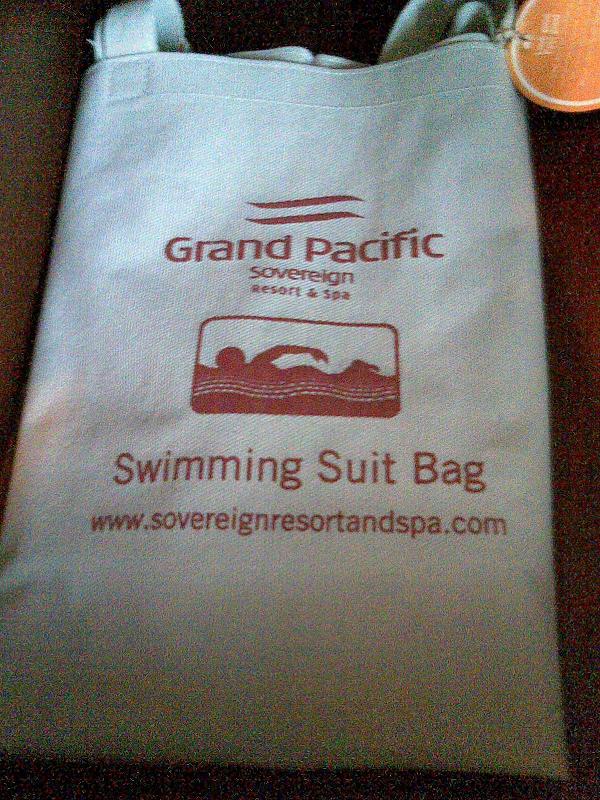 Grand Pacific
Sovereign
Resort & Spa
Swimming Suit Bag
www.sovereignresortandspa.com